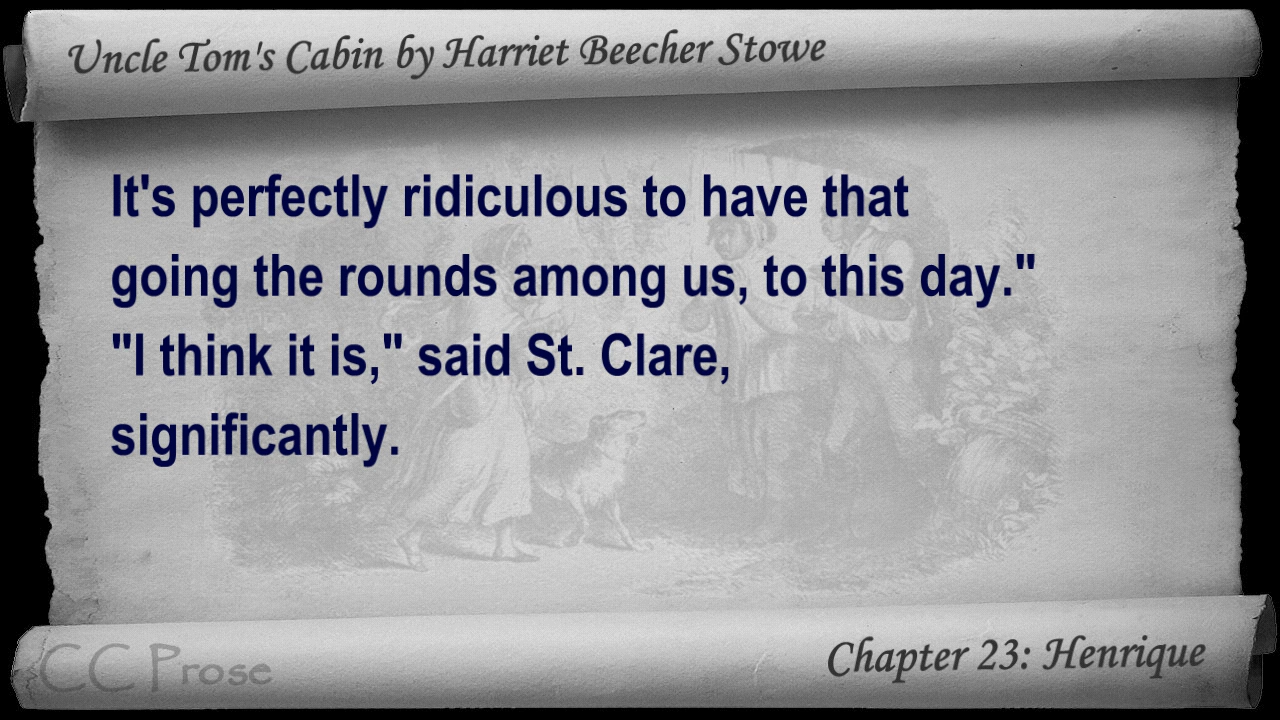 Uncle Tom's Cabin by Harriet Beecher Stowe
It's perfectly ridiculous to have that
going the rounds among us, to this day."
"I think it is," said St. Clare,
significantly.
CC Prose
Chapter 23: Henrique